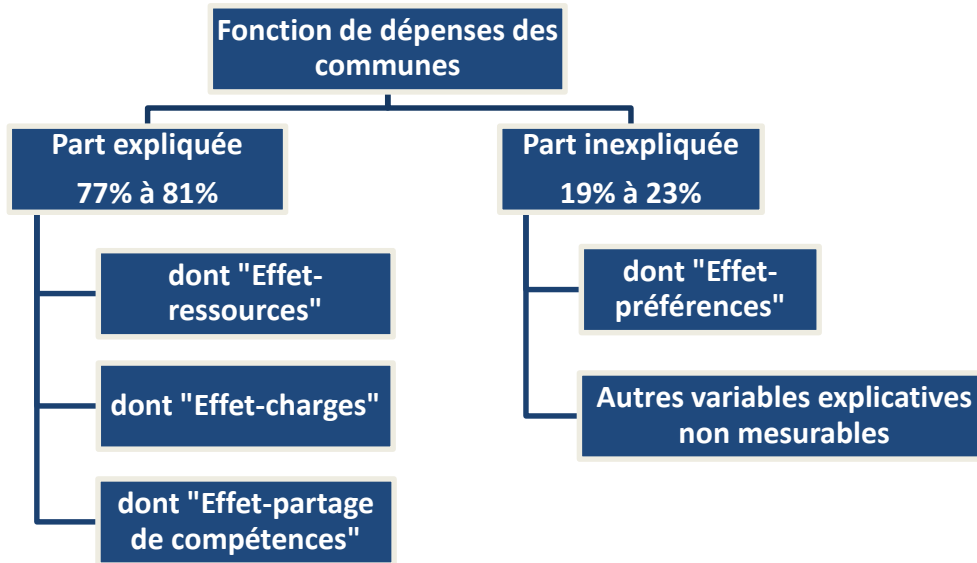 Fonction de dépenses des
communes
Part expliquée
77% à 81%
dont "Effet-
ressources"
dont "Effet-charges"
dont "Effet-partage
de compétences"
Part inexpliquée
19% à 23%
dont "Effet-
préférences"
Autres variables explicatives
non mesurables